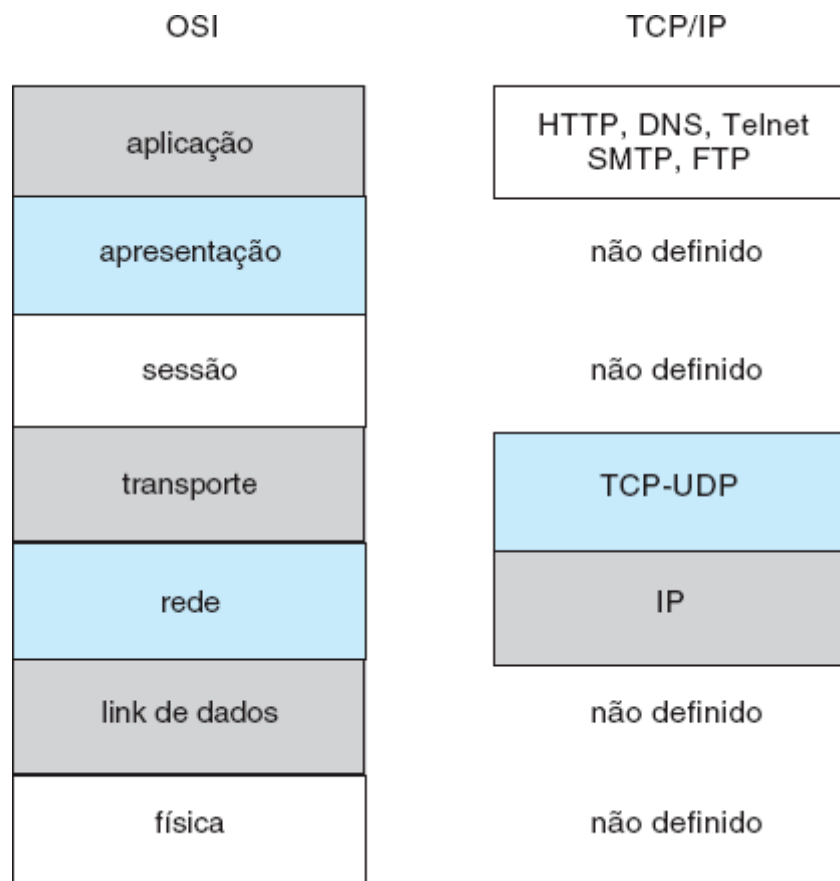 OSI TCP/IP
aplicação
HTTP, DNS, Telnet
SMTP, FTP
apresentação não definido
sessão não definido
transporte TCP-UDP
rede IP
link de dados não definido
física não definido